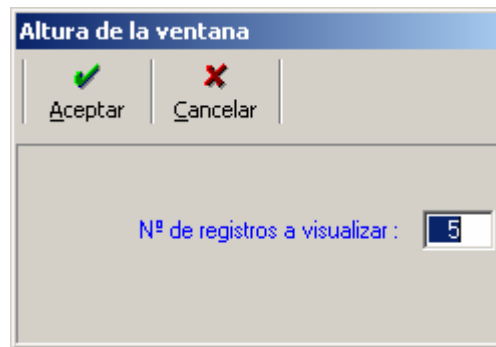 Altura de la ventana
Aceptar Cancelar
Nº de registros a visualizar : 5